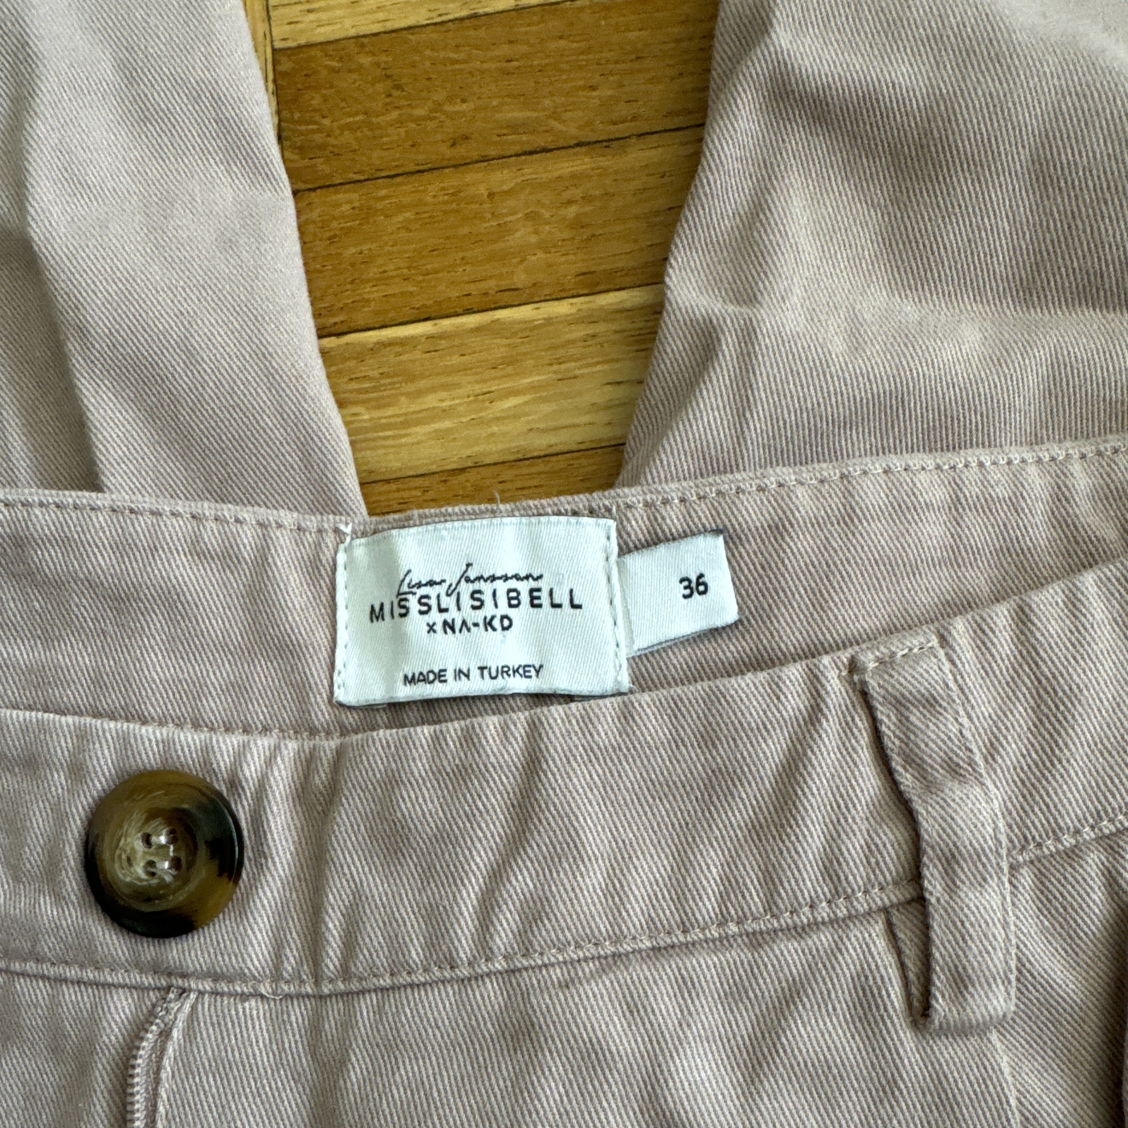 Lisa Jansson
MISSLISIBELL
x NA-KD
MADE IN TURKEY
36